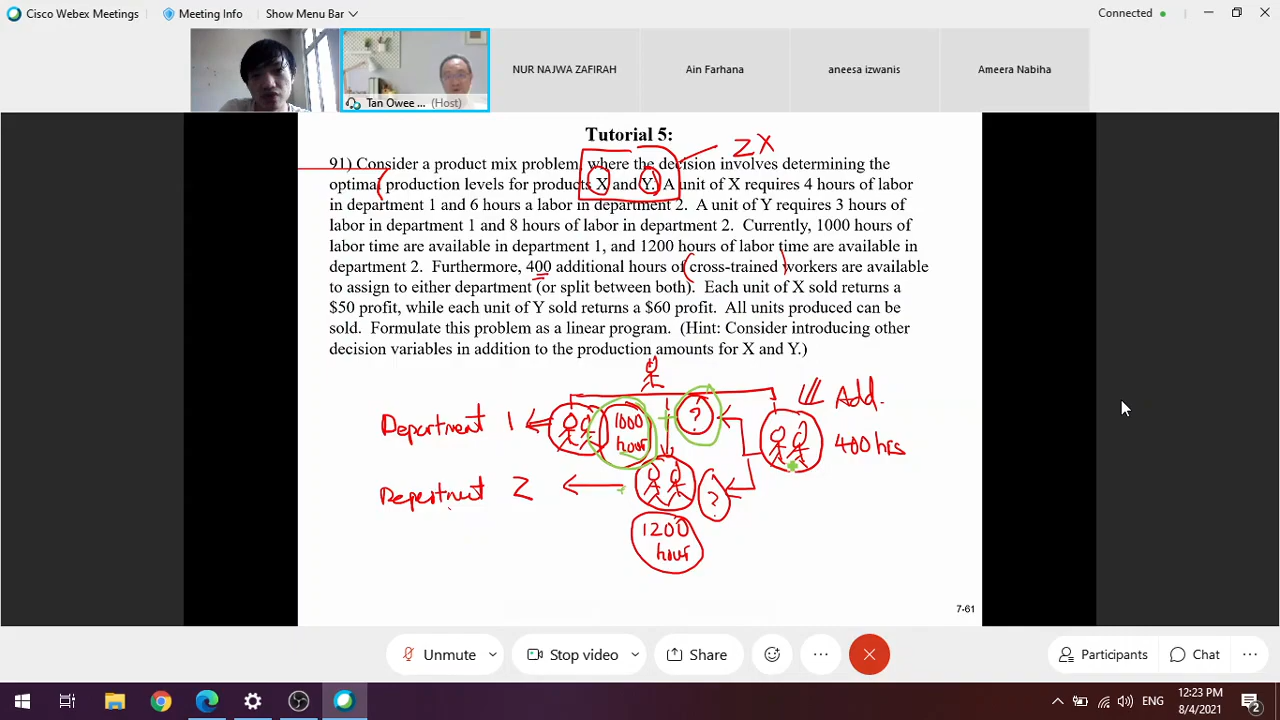 Cisco Webex Meetings
Meeting Info
Show Menu Bar
Connected
Tan Owee ... (Host)
NUR NAJWA ZAFIRAH
Ain Farhana
aneesa izwanis
Ameera Nabiha
Tutorial 5:
2X
91) Consider a product mix problem, where the decision involves determining the
optimal production levels for products X and Y. A unit of X requires 4 hours of labor
in department 1 and 6 hours a labor in department 2. A unit of Y requires 3 hours of
labor in department 1 and 8 hours of labor in department 2. Currently, 1000 hours of
labor time are available in department 1, and 1200 hours of labor time are available in
department 2. Furthermore, 400 additional hours of cross-trained workers are available
to assign to either department (or split between both). Each unit of X sold returns a
$50 profit, while each unit of Y sold returns a $60 profit. All units produced can be
sold. Formulate this problem as a linear program. (Hint: Consider introducing other
decision variables in addition to the production amounts for X and Y.)
Department 1
1000
hour
?
Add.
400 hrs
Department 2
?
1200
hour
7-61
Unmute
Stop video
Share
Participants
Chat
ENG
12:23 PM
8/4/2021
2